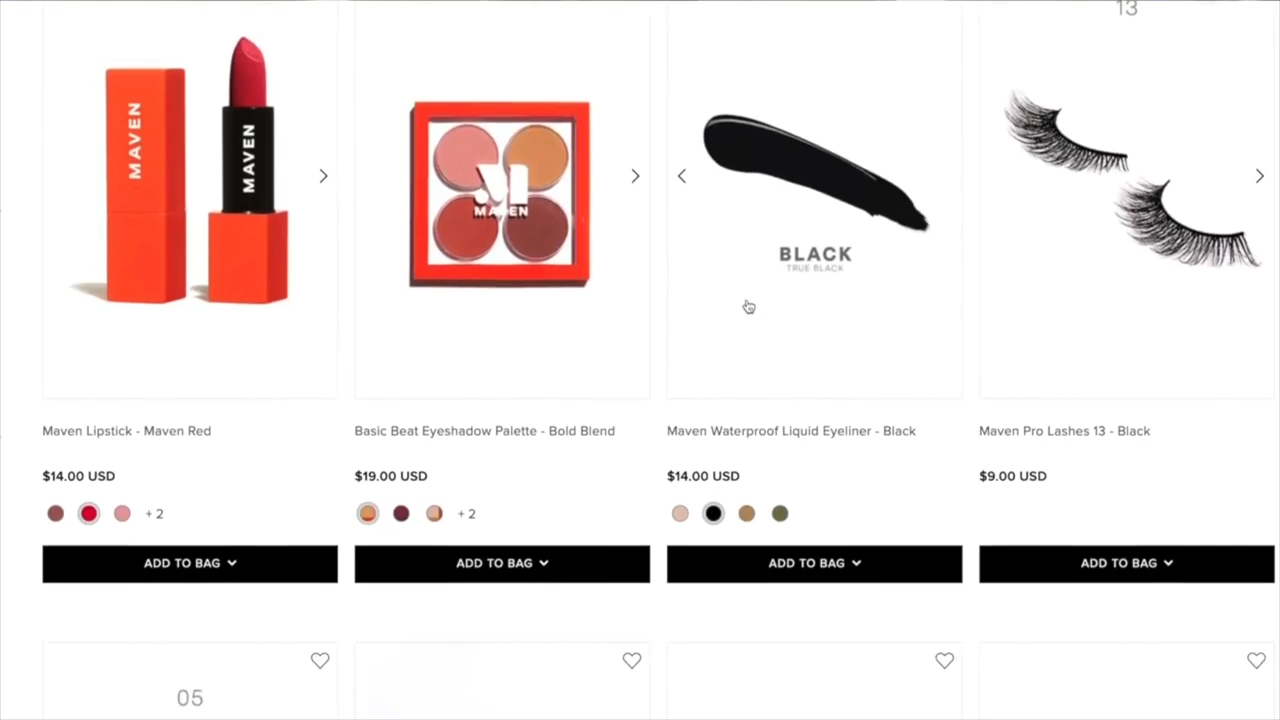 13
MAVEN
MAVEN
MAVEN
BLACK
TRUE BLACK
Maven Lipstick - Maven Red
Basic Beat Eyeshadow Palette - Bold Blend
Maven Waterproof Liquid Eyeliner - Black
Maven Pro Lashes 13 - Black
$14.00 USD
$19.00 USD
$14.00 USD
$9.00 USD
+ 2
+ 2
ADD TO BAG
ADD TO BAG
ADD TO BAG
ADD TO BAG
05